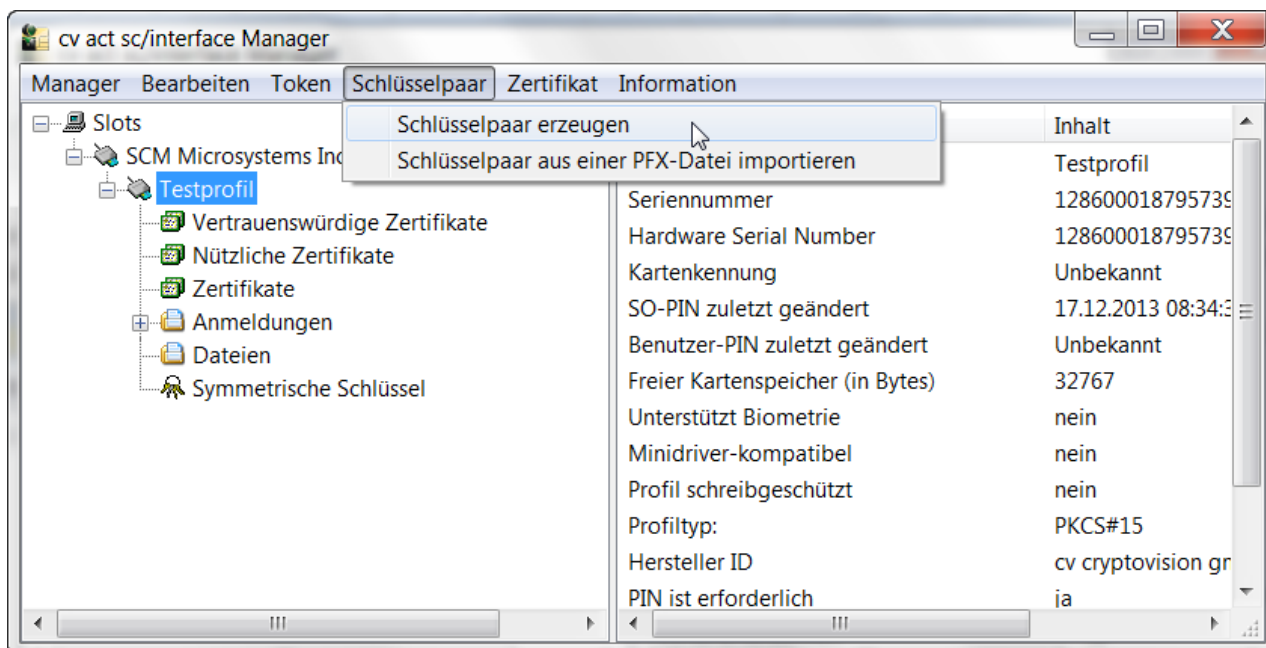 cv act sc/interface Manager
Manager Bearbeiten Token Schlüsselpaar Zertifikat Information
Schlüsselpaar erzeugen
Schlüsselpaar aus einer PFX-Datei importieren
Slots
SCM Microsystems Inc
Testprofil
Vertrauenswürdige Zertifikate
Nützliche Zertifikate
Zertifikate
Anmeldungen
Dateien
Symmetrische Schlüssel
Inhalt
Testprofil
Seriennummer 128600018795739
Hardware Serial Number 128600018795739
Kartenkennung Unbekannt
SO-PIN zuletzt geändert 17.12.2013 08:34:3
Benutzer-PIN zuletzt geändert Unbekannt
Freier Kartenspeicher (in Bytes) 32767
Unterstützt Biometrie nein
Minidriver-kompatibel nein
Profil schreibgeschützt nein
Profiltyp: PKCS#15
Hersteller ID cv cryptovision gm
PIN ist erforderlich ja